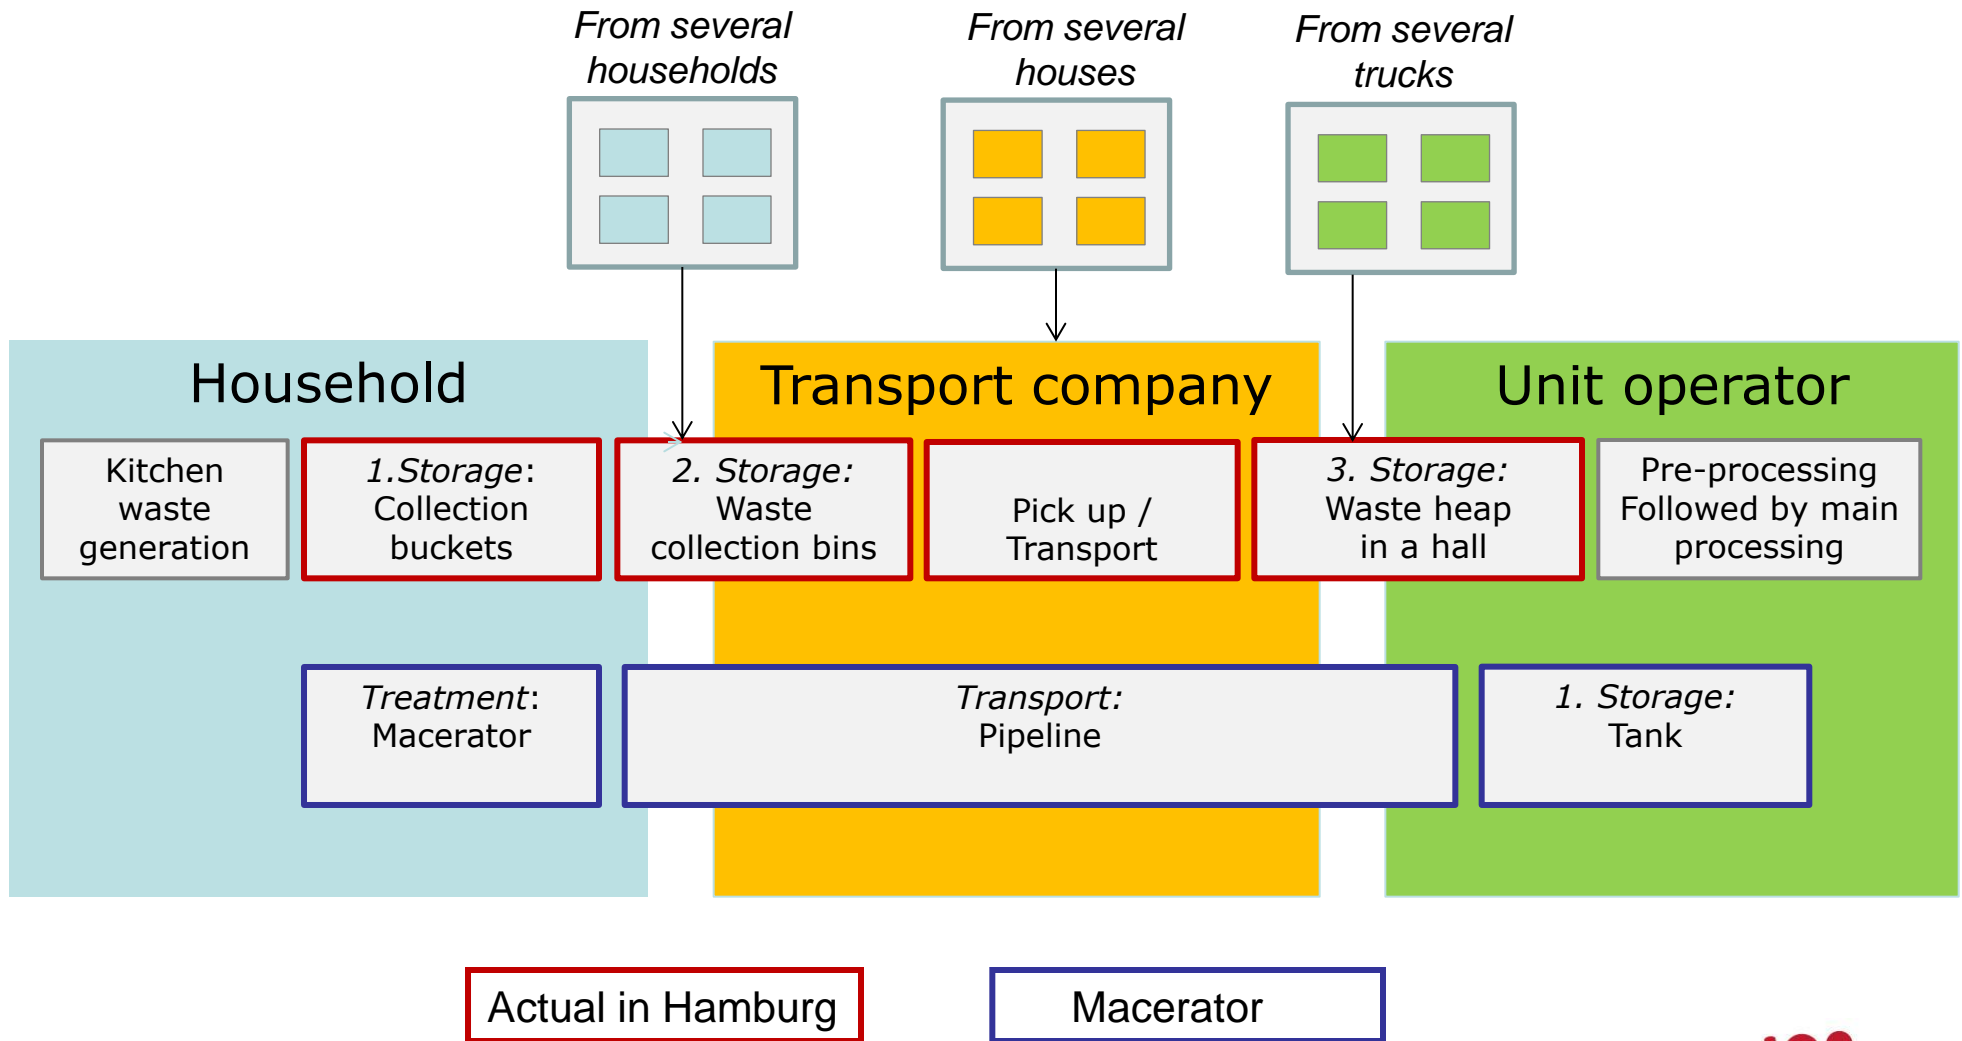 From several
households
From several
houses
From several
trucks
Household
Transport company
Unit operator
Kitchen
waste
generation
1.Storage:
Collection
buckets
2. Storage:
Waste
collection bins
Pick up /
Transport
3. Storage:
Waste heap
in a hall
Pre-processing
Followed by main
processing
Treatment:
Macerator
Transport:
Pipeline
1. Storage:
Tank
Actual in Hamburg
Macerator